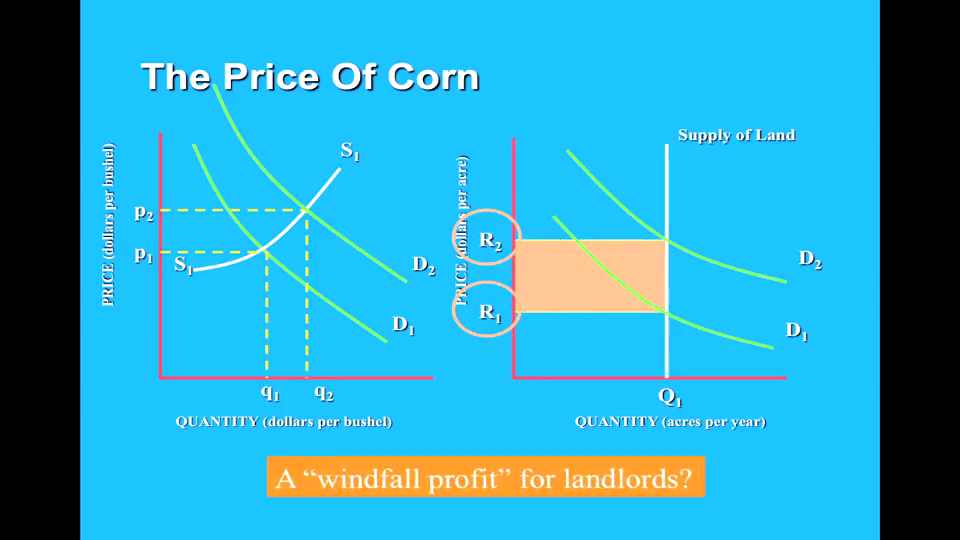 The Price Of Corn
PRICE (dollars per bushel)
S₁
p₂
p₁
S₁
D₂
D₁
q₁ q₂
QUANTITY (dollars per bushel)
Supply of Land
PRICE (dollars per acre)
R₂
R₁
D₂
D₁
Q₁
QUANTITY (acres per year)
A “windfall profit” for landlords?